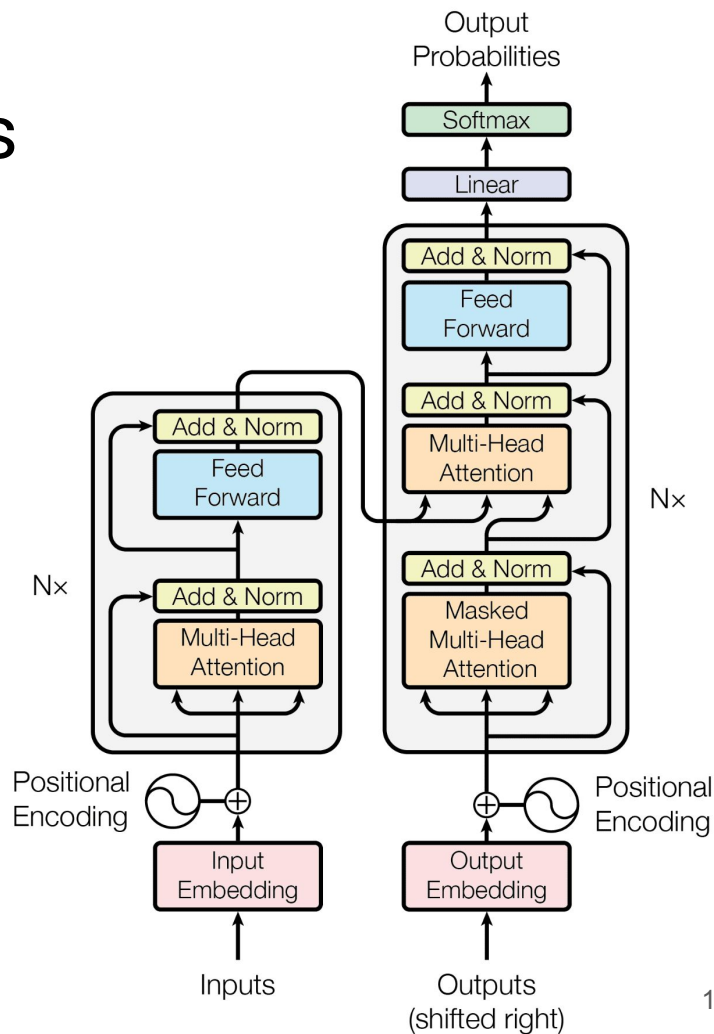 s
Output
Probabilities
Softmax
Linear
Add & Norm
Feed
Forward
Add & Norm
Multi-Head
Attention
Add & Norm
Masked
Multi-Head
Attention
Nx
Add & Norm
Feed
Forward
Add & Norm
Multi-Head
Attention
Nx
Positional
Encoding
Positional
Encoding
Input
Embedding
Output
Embedding
Inputs
Outputs
(shifted right)
1